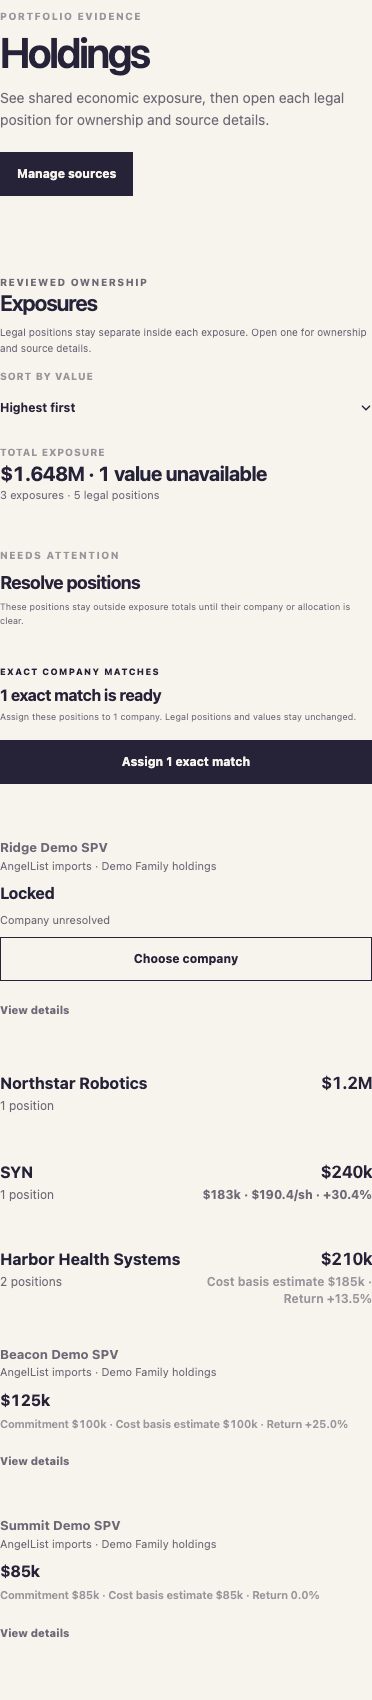 PORTFOLIO EVIDENCE
Holdings
See shared economic exposure, then open each legal
position for ownership and source details.
Manage sources
REVIEWED OWNERSHIP
Exposures
Legal positions stay separate inside each exposure. Open one for ownership
and source details.
SORT BY VALUE
Highest first
TOTAL EXPOSURE
$1.648M · 1 value unavailable
3 exposures · 5 legal positions
NEEDS ATTENTION
Resolve positions
These positions stay outside exposure totals until their company or allocation is
clear.
EXACT COMPANY MATCHES
1 exact match is ready
Assign these positions to 1 company. Legal positions and values stay unchanged.
Assign 1 exact match
Ridge Demo SPV
AngelList imports · Demo Family holdings
Locked
Company unresolved
Choose company
View details
Northstar Robotics $1.2M
1 position
SYN $240k
1 position $183k · $190.4/sh · +30.4%
Harbor Health Systems $210k
2 positions Cost basis estimate $185k ·
Return +13.5%
Beacon Demo SPV
AngelList imports · Demo Family holdings
$125k
Commitment $100k · Cost basis estimate $100k · Return +25.0%
View details
Summit Demo SPV
AngelList imports · Demo Family holdings
$85k
Commitment $85k · Cost basis estimate $85k · Return 0.0%
View details